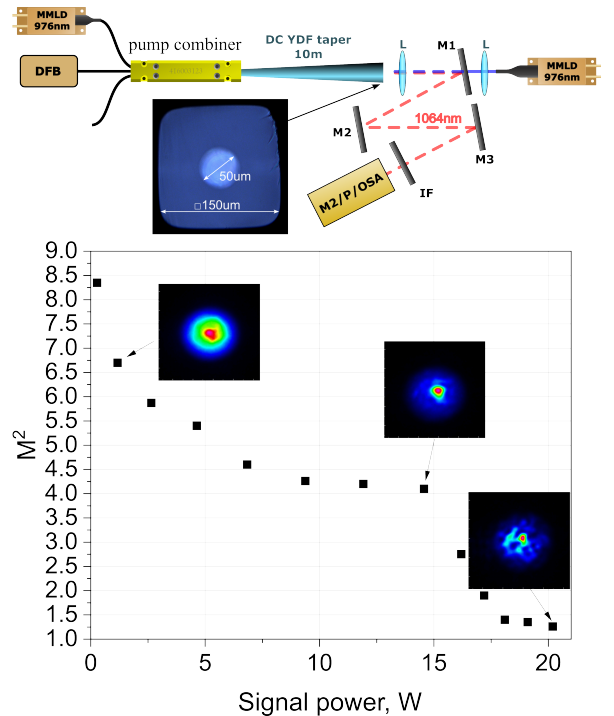 MMLD
976nm
pump combiner
DC YDF taper
10m
L
M1
L
DFB
MMLD
976nm
1064nm
M2
M3
50um
□150um
M2/P/OSA
IF
9.0
8.5
8.0
7.5
7.0
6.5
6.0
5.5
5.0
4.5
4.0
3.5
3.0
2.5
2.0
1.5
1.0
M²
0 5 10 15 20
Signal power, W